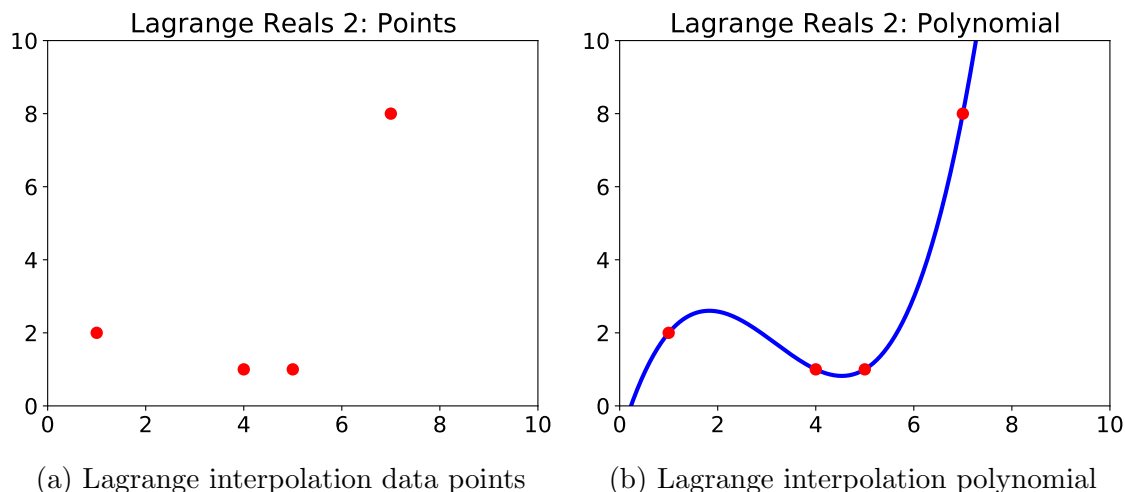 Lagrange Reals 2: Points
10
8
6
4
2
0
0 2 4 6 8 10
(a) Lagrange interpolation data points
Lagrange Reals 2: Polynomial
10
8
6
4
2
0
0 2 4 6 8 10
(b) Lagrange interpolation polynomial